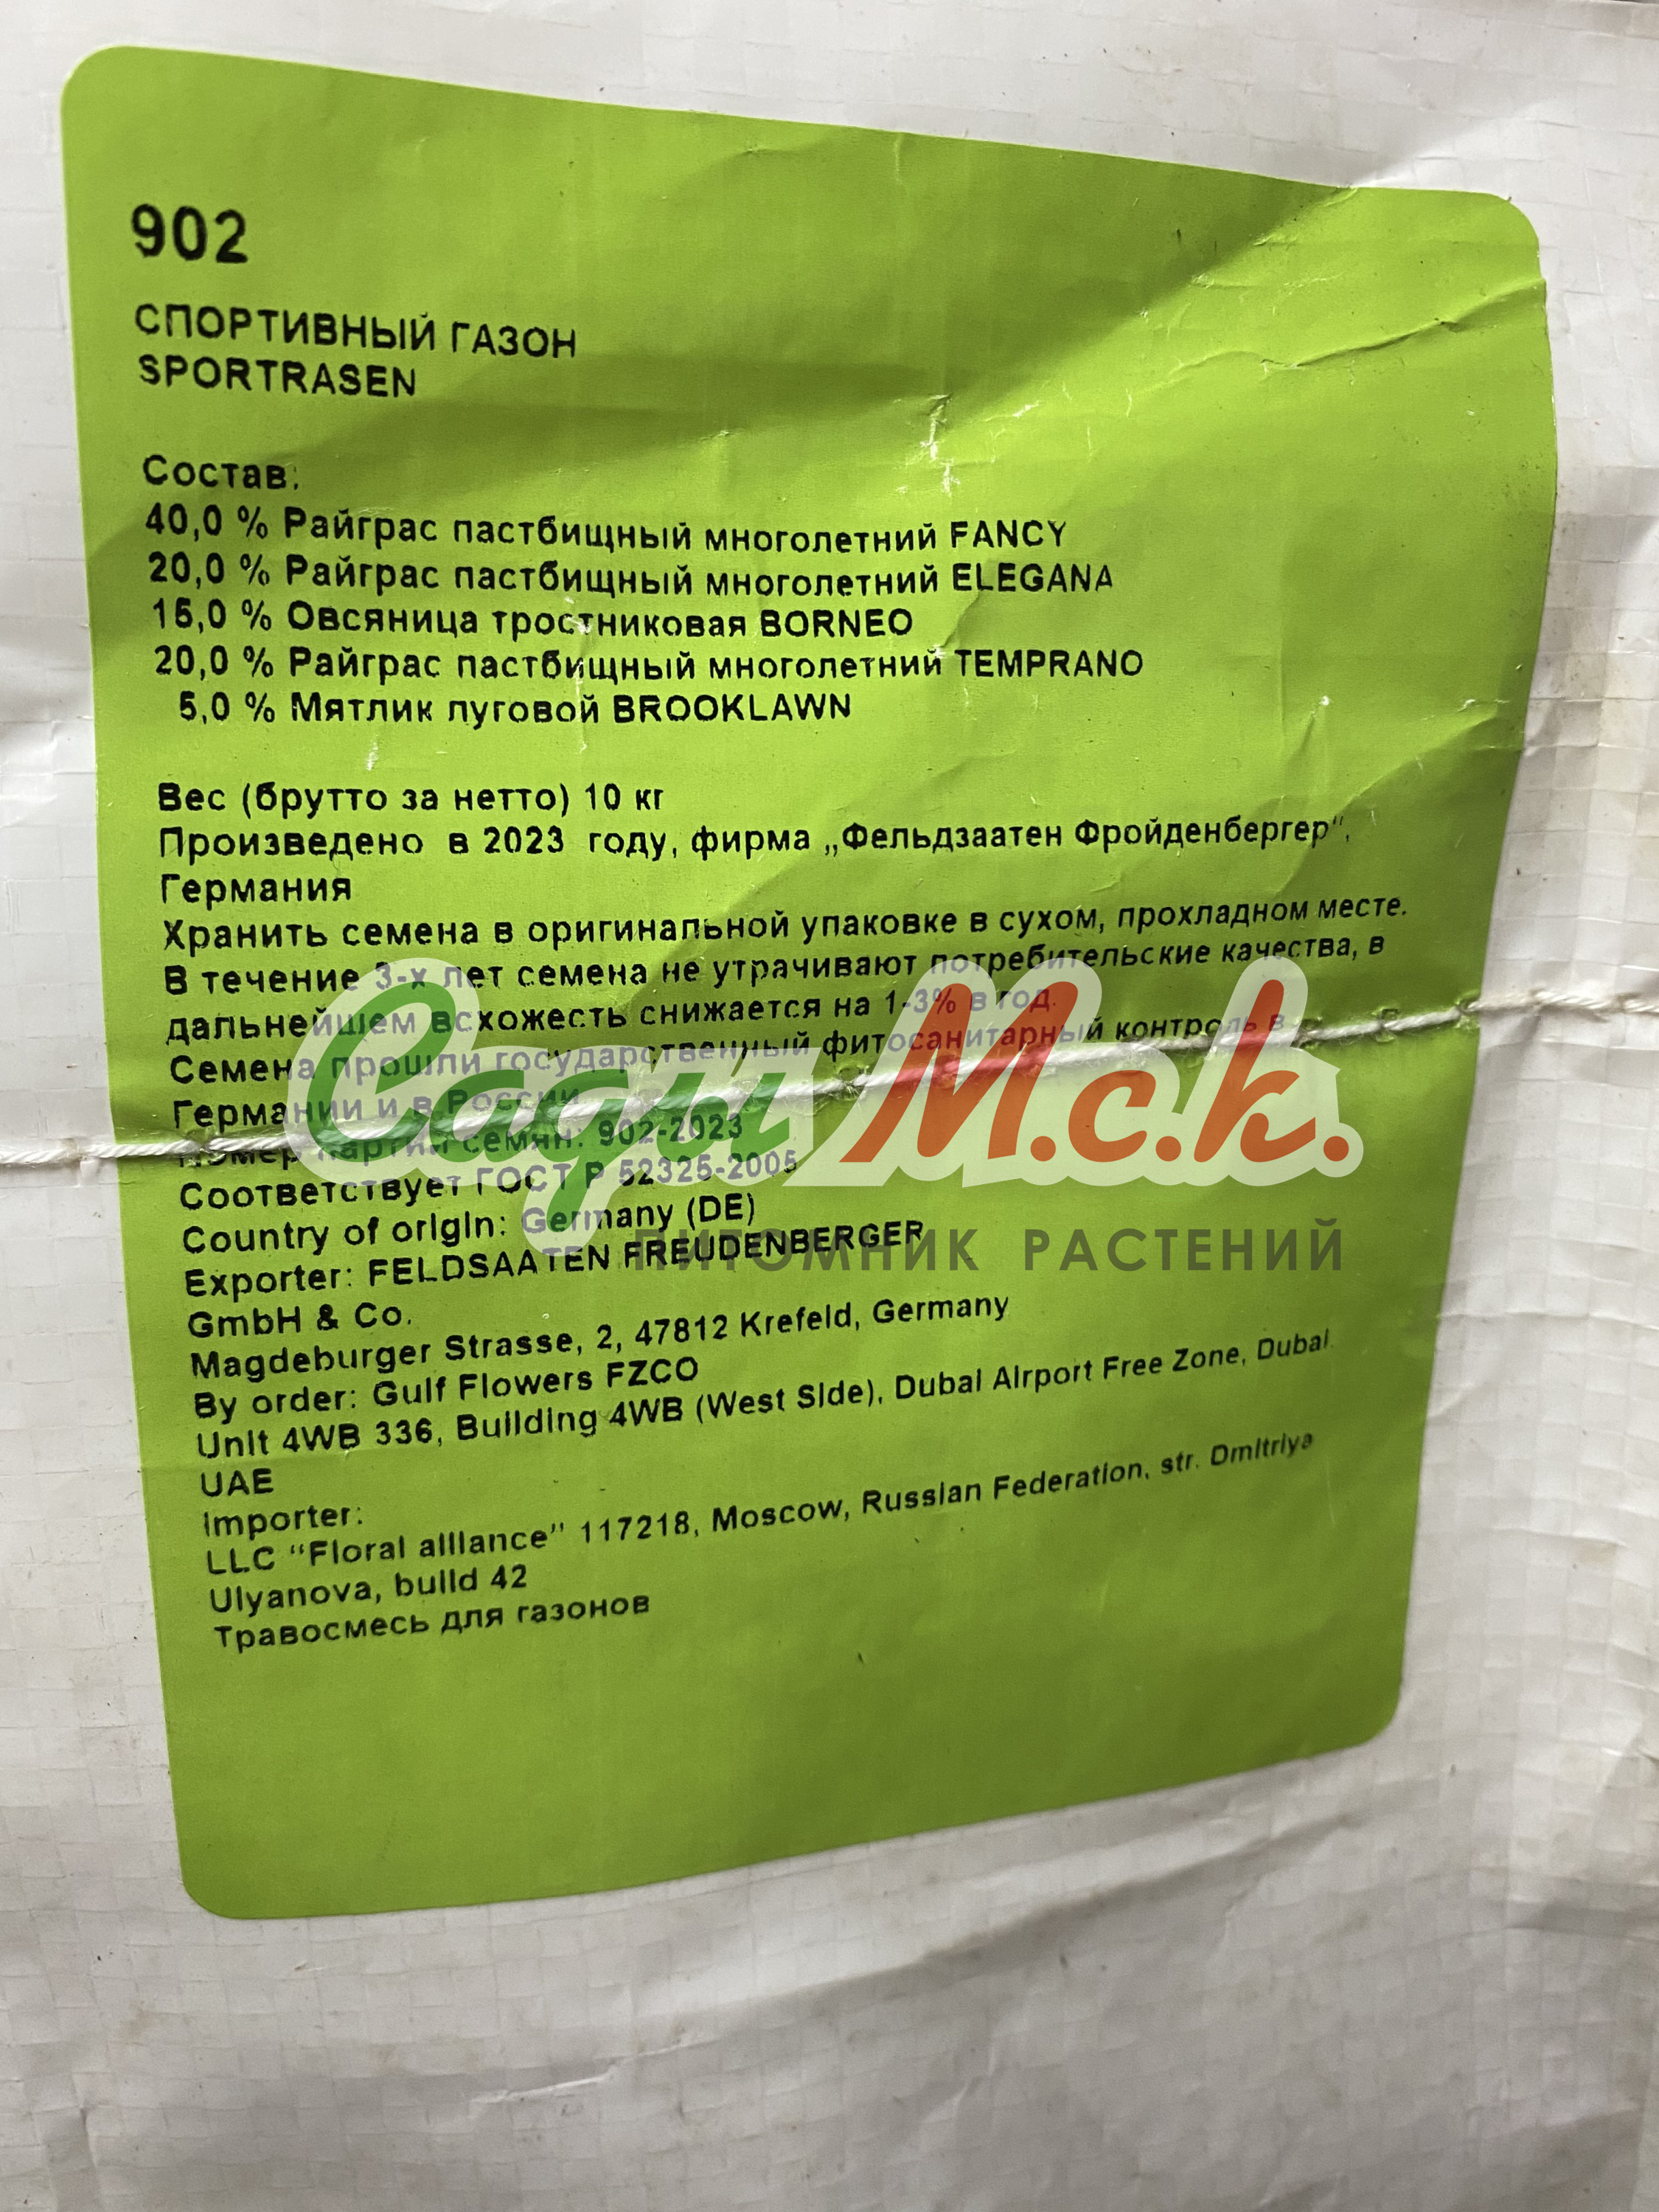 902
СПОРТИВНЫЙ ГАЗОН
SPORTRASEN
Состав:
40,0 % Райграс пастбищный многолетний FANCY
20,0 % Райграс пастбищный многолетний ELEGANA
15,0 % Овсяница тростниковая BORNEO
20,0 % Райграс пастбищный многолетний TEMPRANO
5,0 % Мятлик луговой BROOKLAWN
Вес (брутто за нетто) 10 кг
Произведено в 2023 году, фирма „Фельдзаатен Фройденбергер“,
Германия
Хранить семена в оригинальной упаковке в сухом, прохладном месте.
В течение 3-х лет семена не утрачивают потребительские качества, в
дальнейшем всхожесть снижается на 1-3% в год.
Семена прошли государственный фитосанитарный контроль в
Германии и в России
Номер партии семян: 902-2023
Соответствует ГОСТ Р 52325-2005
Country of origin: Germany (DE)
Exporter: FELDSAATEN FREUDENBERGER
GmbH & Co.
Magdeburger Strasse, 2, 47812 Krefeld, Germany
By order: Gulf Flowers FZCO
Unit 4WB 336, Building 4WB (West Side), Dubai Airport Free Zone, Dubai
UAE
Importer:
LLC “Floral alliance” 117218, Moscow, Russian Federation, str. Dmitriya
Ulyanova, build 42
Травосмесь для газонов
Сады М.с.k.
ПИТОМНИК РАСТЕНИЙ